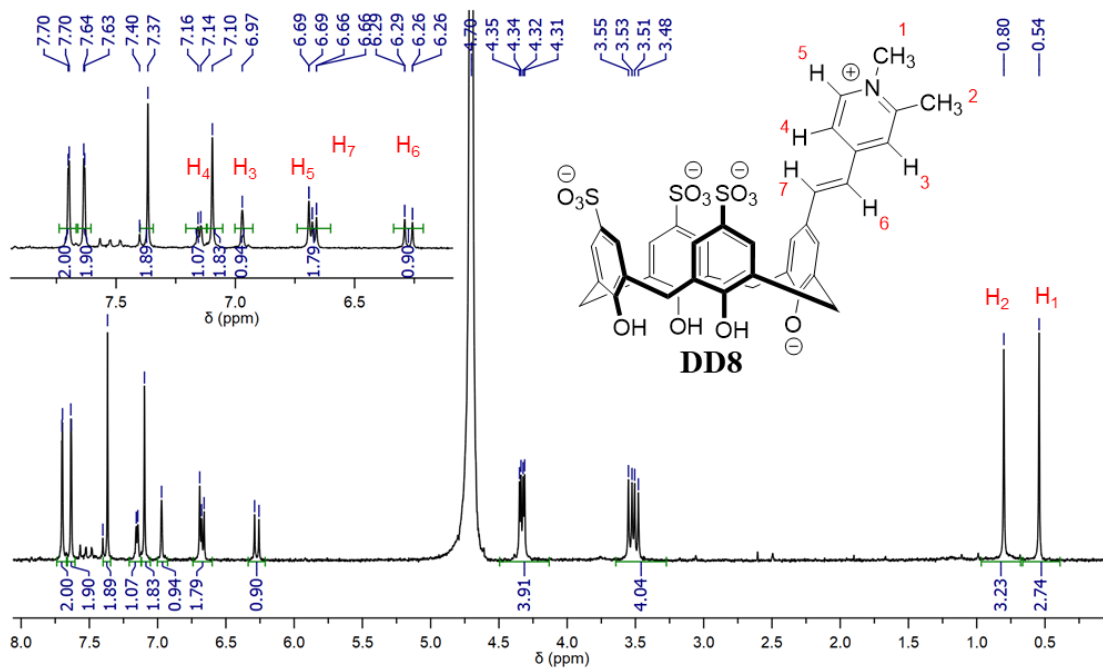 7.70 7.70 7.64 7.63 7.40 7.37 7.16 7.14 7.10 6.97 6.69 6.69 6.66 6.66 6.29 6.29 6.26 6.26 4.70 4.35 4.34 4.32 4.31 3.55 3.53 3.51 3.48 0.80 0.54
1
5 H N ⊕ CH3
4 H CH3 2
H 3
H 7 H 6
H4 H3 H5 H7 H6
2.00 1.90 1.89 1.07 1.83 0.94 1.79 0.90
7.5 7.0 6.5
δ (ppm)
⊖ O3S ⊖ SO3 ⊖ SO3
OH OH OH O ⊖
DD8
H2 H1
2.00 1.90 1.89 1.07 1.83 0.94 1.79 0.90 3.91 4.04 3.23 2.74
8.0 7.5 7.0 6.5 6.0 5.5 5.0 4.5 4.0 3.5 3.0 2.5 2.0 1.5 1.0 0.5
δ (ppm)